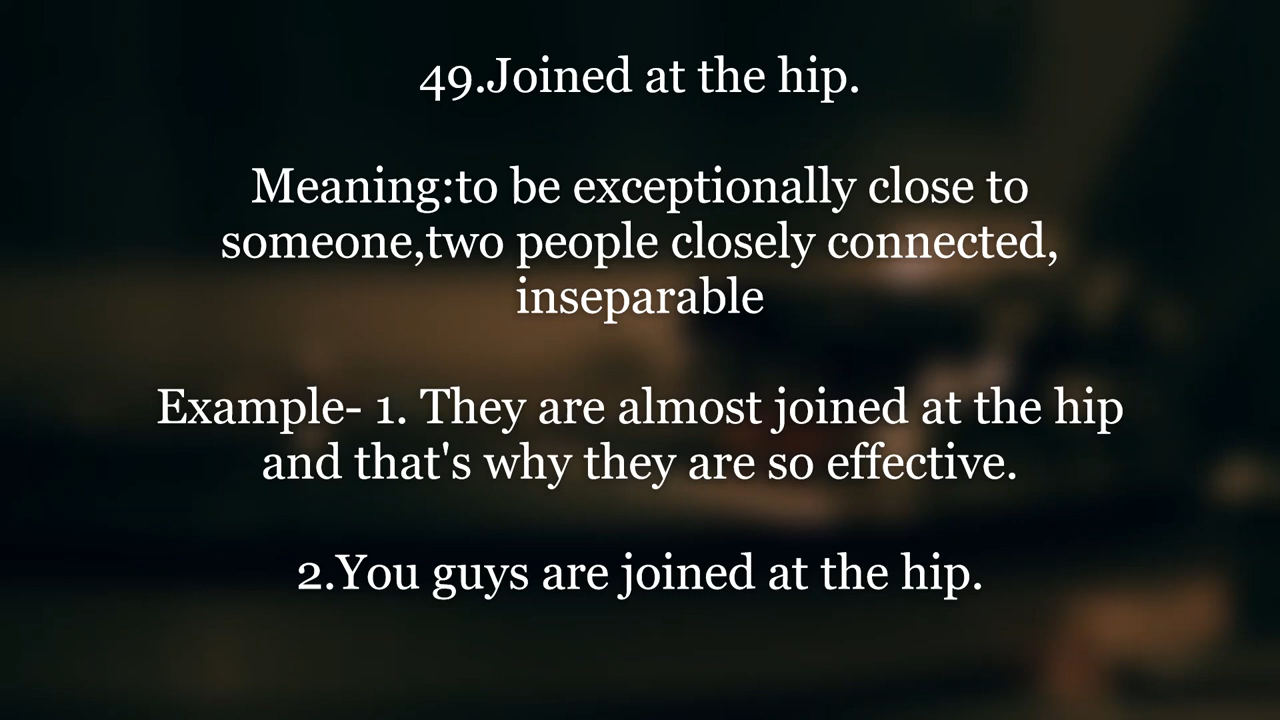 49.Joined at the hip.
Meaning:to be exceptionally close to
someone,two people closely connected,
inseparable
Example- 1. They are almost joined at the hip
and that's why they are so effective.
2.You guys are joined at the hip.